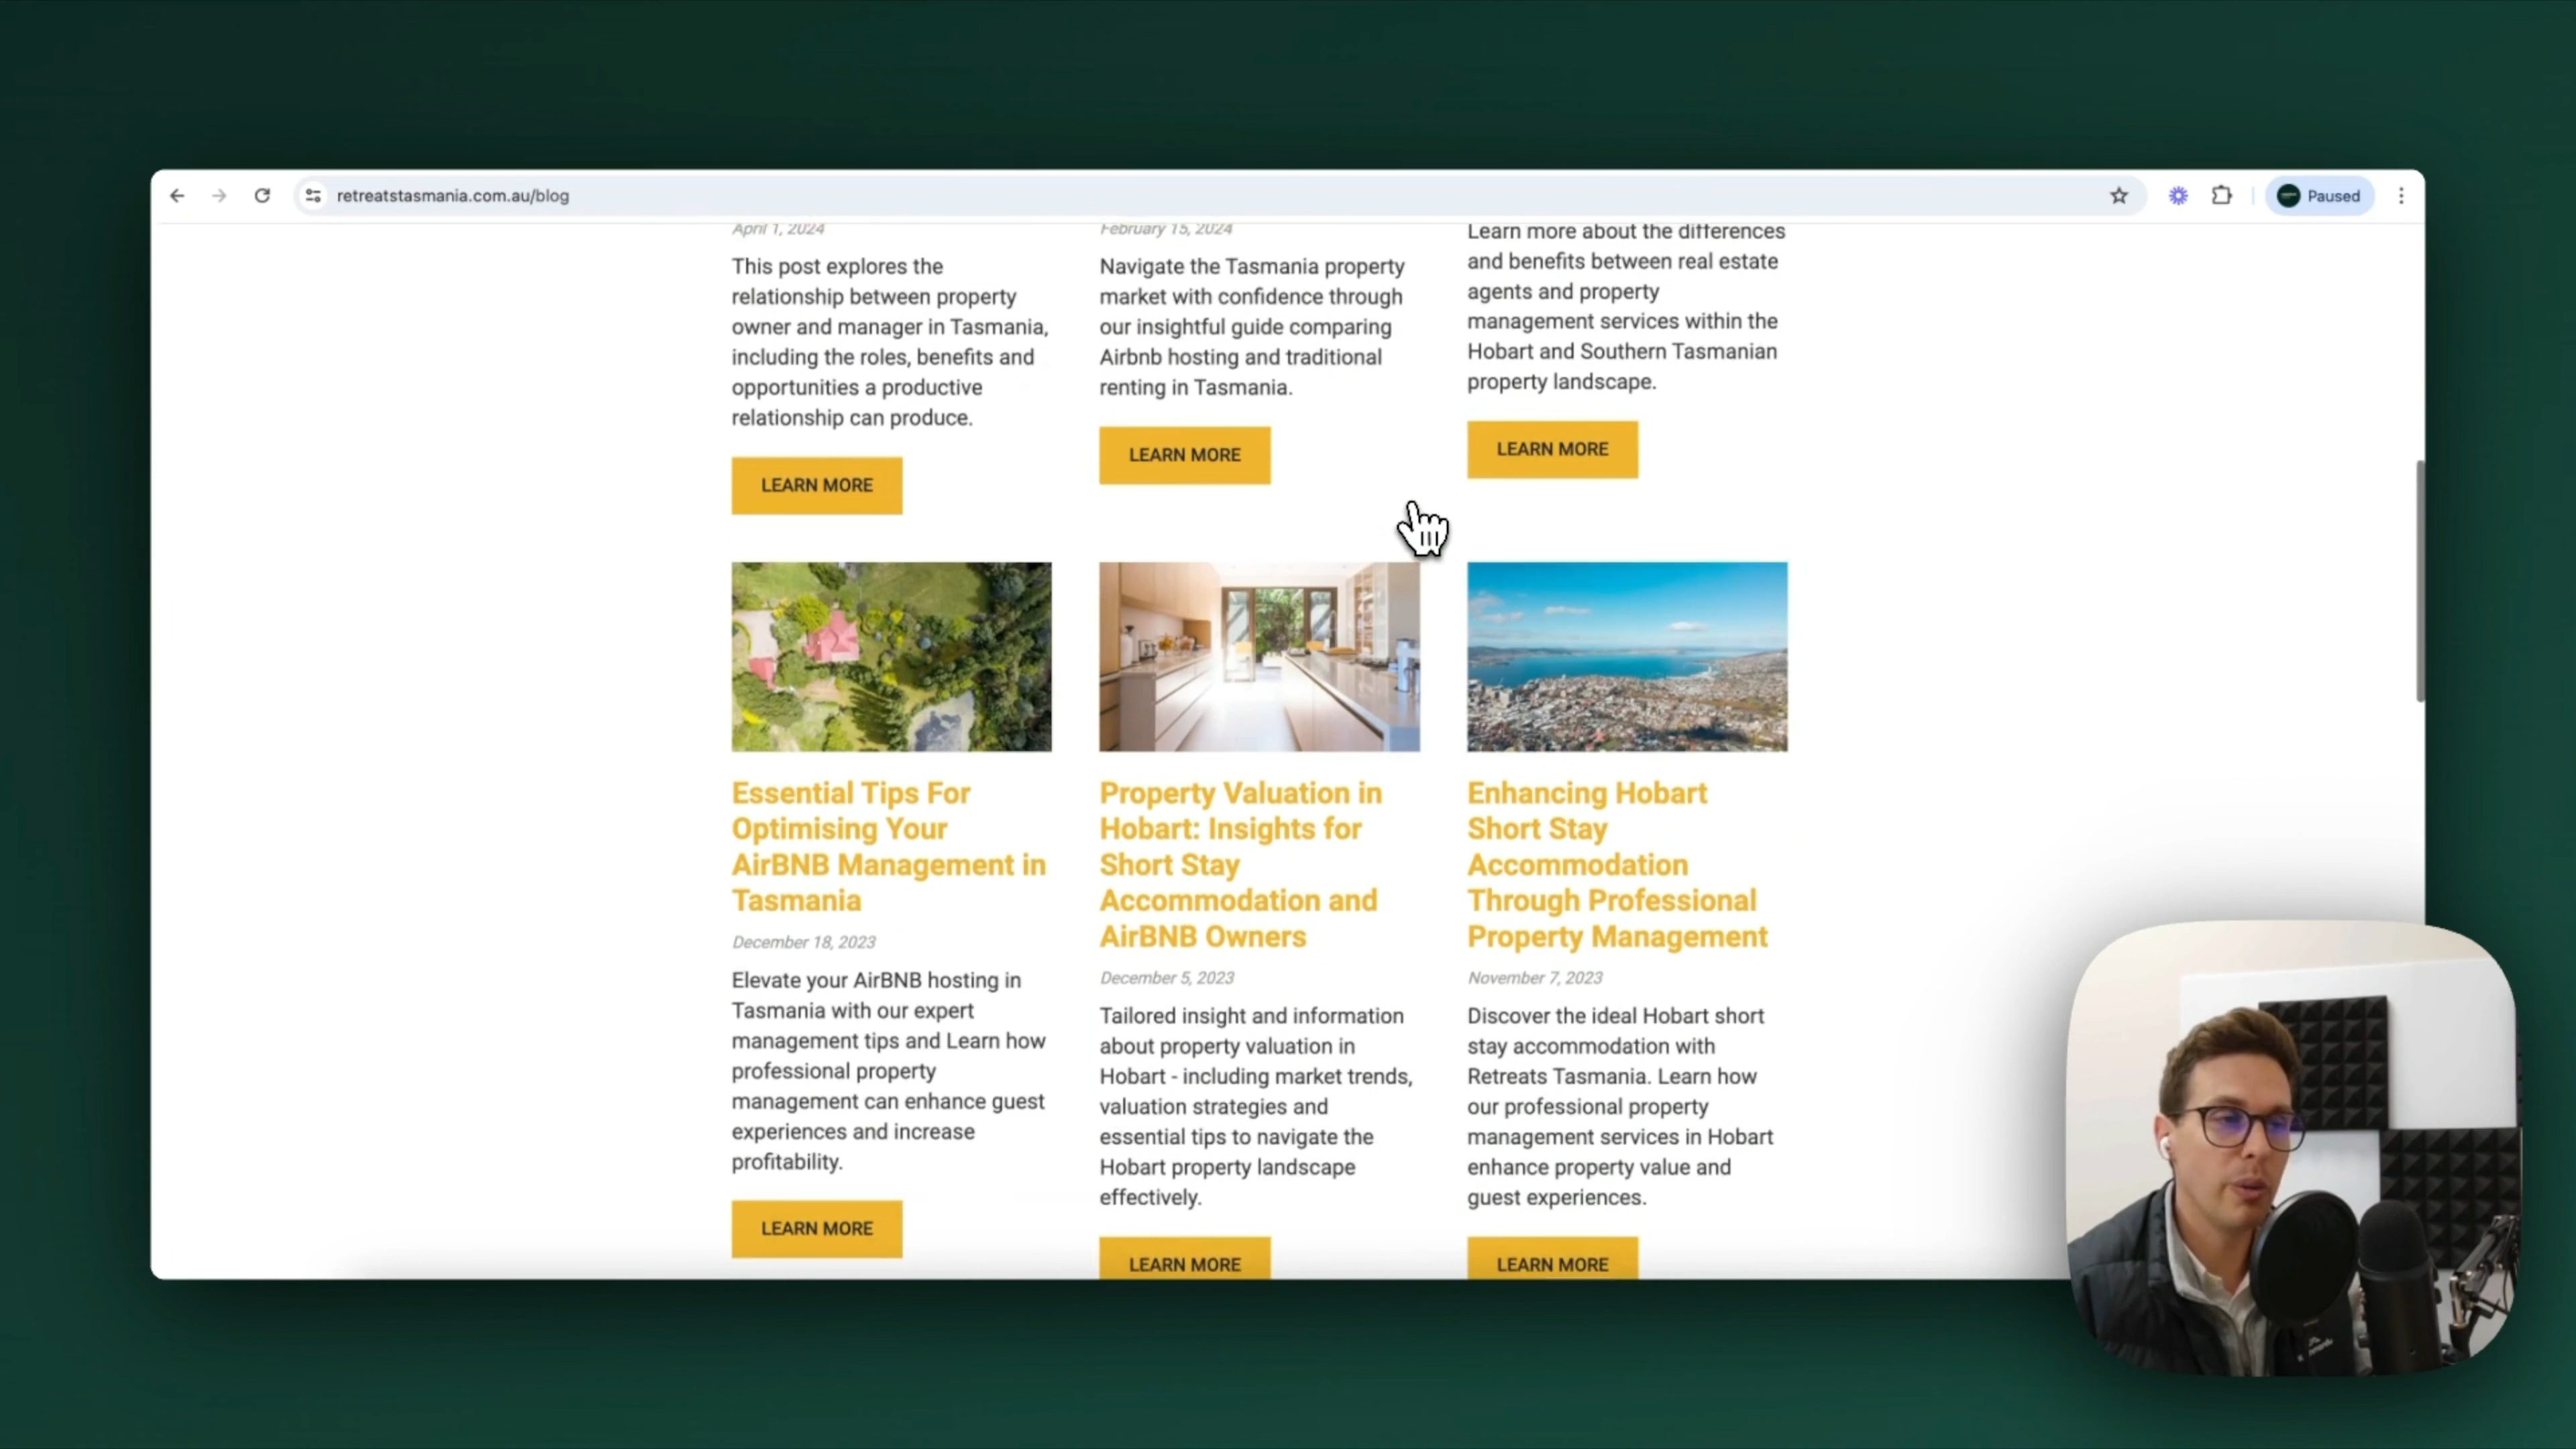 retreatstasmania.com.au/blog
Paused
April 1, 2024
This post explores the
relationship between property
owner and manager in Tasmania,
including the roles, benefits and
opportunities a productive
relationship can produce.
LEARN MORE
February 15, 2024
Navigate the Tasmania property
market with confidence through
our insightful guide comparing
Airbnb hosting and traditional
renting in Tasmania.
LEARN MORE
Learn more about the differences
and benefits between real estate
agents and property
management services within the
Hobart and Southern Tasmanian
property landscape.
LEARN MORE
Essential Tips For
Optimising Your
AirBNB Management in
Tasmania
December 18, 2023
Elevate your AirBNB hosting in
Tasmania with our expert
management tips and Learn how
professional property
management can enhance guest
experiences and increase
profitability.
LEARN MORE
Property Valuation in
Hobart: Insights for
Short Stay
Accommodation and
AirBNB Owners
December 5, 2023
Tailored insight and information
about property valuation in
Hobart - including market trends,
valuation strategies and
essential tips to navigate the
Hobart property landscape
effectively.
LEARN MORE
Enhancing Hobart
Short Stay
Accommodation
Through Professional
Property Management
November 7, 2023
Discover the ideal Hobart short
stay accommodation with
Retreats Tasmania. Learn how
our professional property
management services in Hobart
enhance property value and
guest experiences.
LEARN MORE